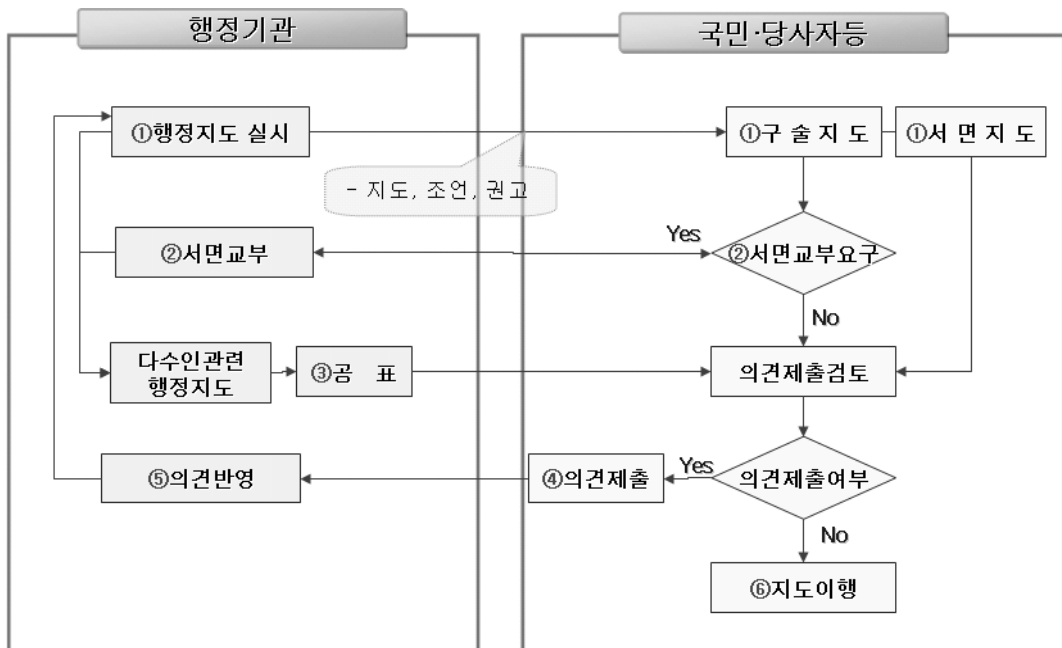 행정기관
국민·당사자등
①행정지도 실시
①구 술 지 도
①서 면 지 도
- 지도, 조언, 권고
②서면교부
Yes
②서면교부요구
No
다수인관련
행정지도
③공 표
의견제출검토
⑤의견반영
④의견제출
Yes
의견제출여부
No
⑥지도이행